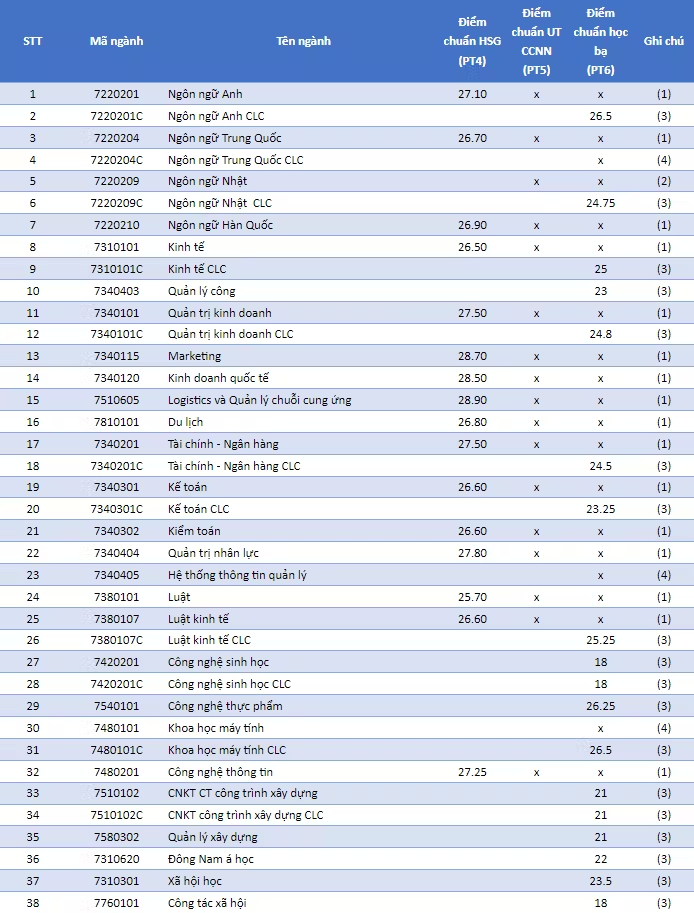 STT Mã ngành Tên ngành Điểm chuẩn HSG (PT4) Điểm chuẩn UT CCNN (PT5) Điểm chuẩn học bạ (PT6) Ghi chú
1 7220201 Ngôn ngữ Anh 27.10 x x (1)
2 7220201C Ngôn ngữ Anh CLC 26.5 (3)
3 7220204 Ngôn ngữ Trung Quốc 26.70 x x (1)
4 7220204C Ngôn ngữ Trung Quốc CLC x (4)
5 7220209 Ngôn ngữ Nhật x x (2)
6 7220209C Ngôn ngữ Nhật CLC 24.75 (3)
7 7220210 Ngôn ngữ Hàn Quốc 26.90 x x (1)
8 7310101 Kinh tế 26.50 x x (1)
9 7310101C Kinh tế CLC 25 (3)
10 7340403 Quản lý công 23 (3)
11 7340101 Quản trị kinh doanh 27.50 x x (1)
12 7340101C Quản trị kinh doanh CLC 24.8 (3)
13 7340115 Marketing 28.70 x x (1)
14 7340120 Kinh doanh quốc tế 28.50 x x (1)
15 7510605 Logistics và Quản lý chuỗi cung ứng 28.90 x x (1)
16 7810101 Du lịch 26.80 x x (1)
17 7340201 Tài chính - Ngân hàng 27.50 x x (1)
18 7340201C Tài chính - Ngân hàng CLC 24.5 (3)
19 7340301 Kế toán 26.60 x x (1)
20 7340301C Kế toán CLC 23.25 (3)
21 7340302 Kiểm toán 26.60 x x (1)
22 7340404 Quản trị nhân lực 27.80 x x (1)
23 7340405 Hệ thống thông tin quản lý x (4)
24 7380101 Luật 25.70 x x (1)
25 7380107 Luật kinh tế 26.60 x x (1)
26 7380107C Luật kinh tế CLC 25.25 (3)
27 7420201 Công nghệ sinh học 18 (3)
28 7420201C Công nghệ sinh học CLC 18 (3)
29 7540101 Công nghệ thực phẩm 26.25 (3)
30 7480101 Khoa học máy tính x (4)
31 7480101C Khoa học máy tính CLC 26.5 (3)
32 7480201 Công nghệ thông tin 27.25 x x (1)
33 7510102 CNKT CT công trình xây dựng 21 (3)
34 7510102C CNKT công trình xây dựng CLC 21 (3)
35 7580302 Quản lý xây dựng 21 (3)
36 7310620 Đông Nam á học 22 (3)
37 7310301 Xã hội học 23.5 (3)
38 7760101 Công tác xã hội 18 (3)